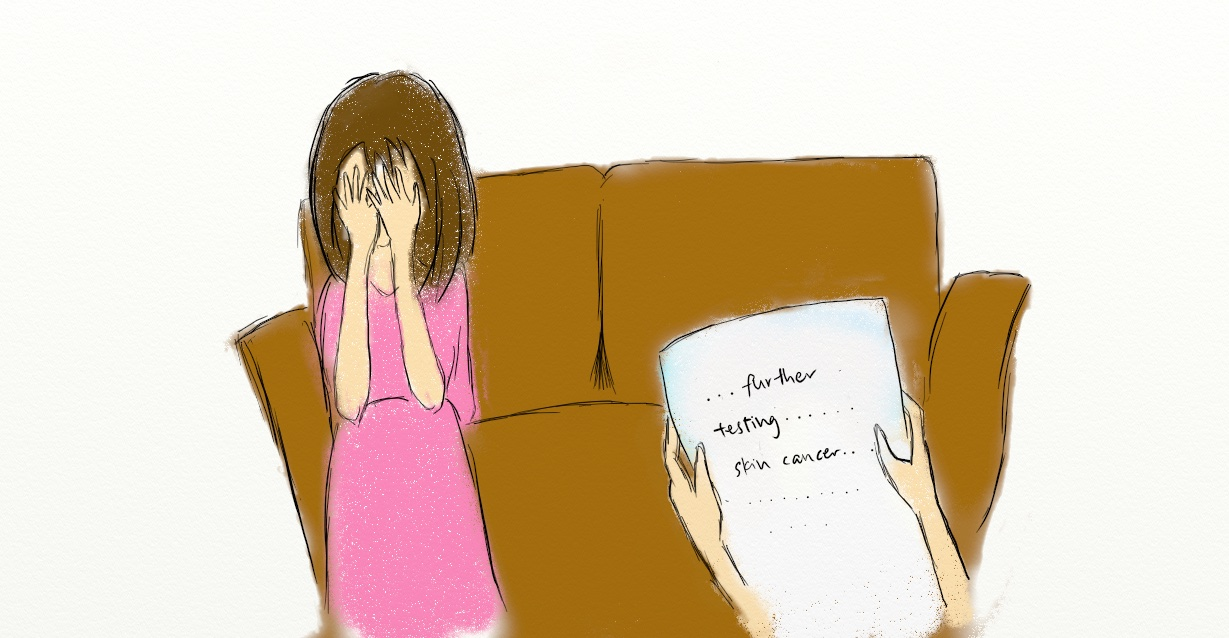 ... further .
testing ......
skin cancer.. .
. . . . . . . . . .
. . . .